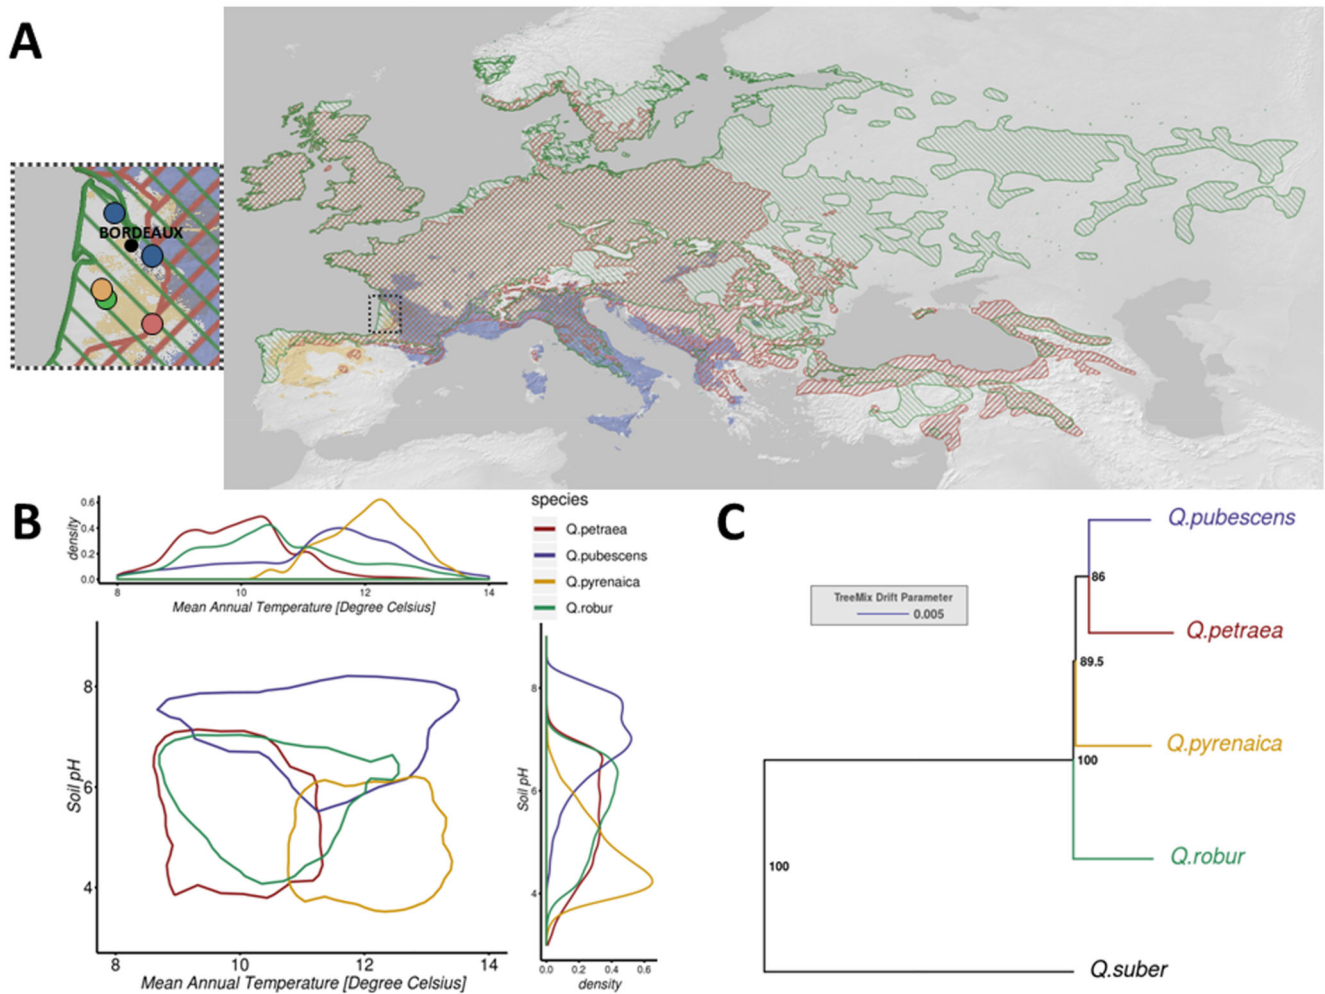 A
BORDEAUX
B
density
0.6
0.4
0.2
0.0
8
10
12
14
Mean Annual Temperature [Degree Celsius]
species
Q.petraea
Q.pubescens
Q.pyrenaica
Q.robur
Soil pH
8
6
4
8
10
12
14
Mean Annual Temperature [Degree Celsius]
Soil pH
8
6
4
0.0
0.2
0.4
0.6
density
C
TreeMix Drift Parameter
0.005
Q.pubescens
86
Q.petraea
89.5
Q.pyrenaica
100
Q.robur
100
Q.suber